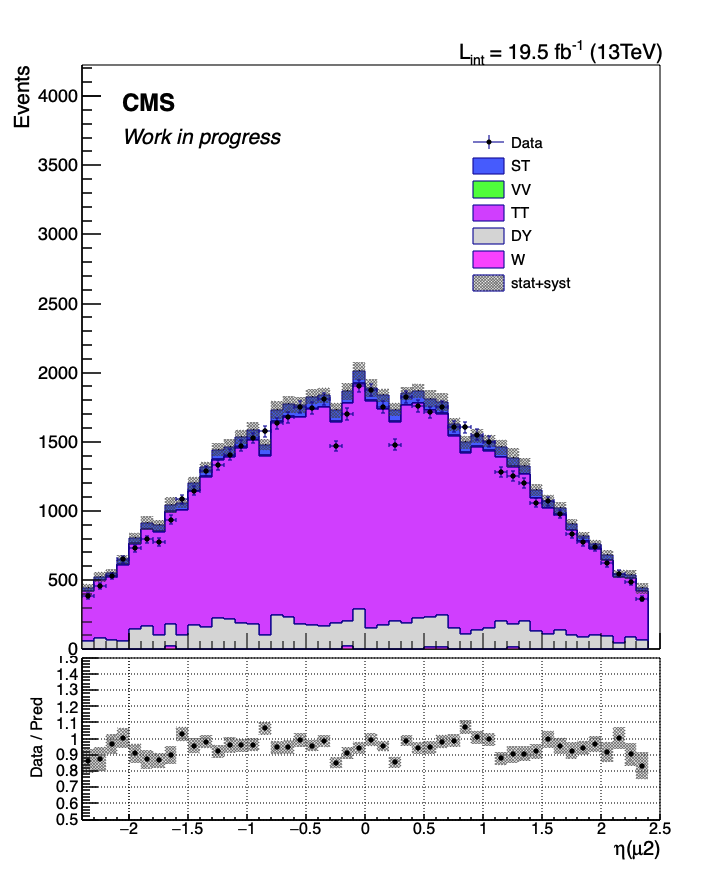 L_int = 19.5 fb^-1 (13TeV)
Events
CMS
Work in progress
4000
3500
3000
2500
2000
1500
1000
500
0
Data
ST
VV
TT
DY
W
stat+syst
Data / Pred
1.5
1.4
1.3
1.2
1.1
1
0.9
0.8
0.7
0.6
0.5
−2 −1.5 −1 −0.5 0 0.5 1 1.5 2 2.5
η(μ2)